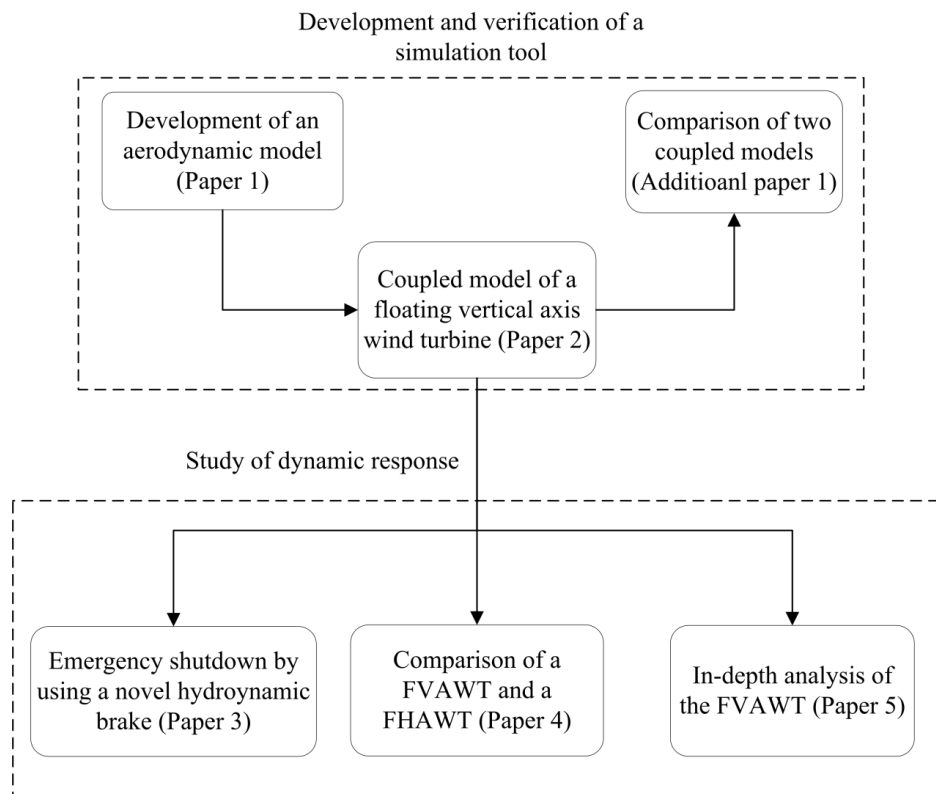 Development and verification of a
simulation tool
Development of an
aerodynamic model
(Paper 1)
Comparison of two
coupled models
(Additioanl paper 1)
Coupled model of a
floating vertical axis
wind turbine (Paper 2)
Study of dynamic response
Emergency shutdown by
using a novel hydroynamic
brake (Paper 3)
Comparison of a
FVAWT and a
FHAWT (Paper 4)
In-depth analysis of
the FVAWT (Paper 5)